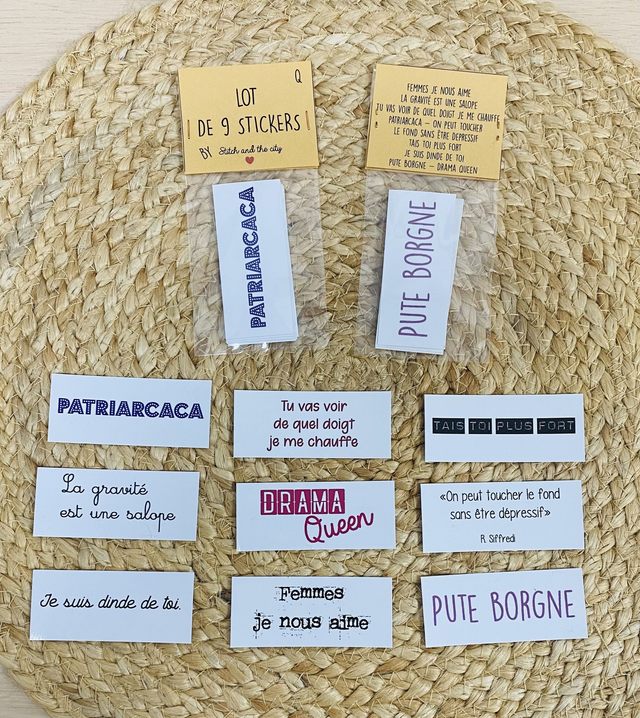 Q
LOT
DE 9 STICKERS
BY Stitch and the city
FEMMES JE NOUS AIME
LA GRAVITÉ EST UNE SALOPE
TU VAS VOIR DE QUEL DOIGT JE ME CHAUFFE
PATRIARCACA – ON PEUT TOUCHER
LE FOND SANS ÊTRE DEPRESSIF
TAIS TOI PLUS FORT
JE SUIS DINDE DE TOI
PUTE BORGNE – DRAMA QUEEN
PATRIARCACA
PUTE BORGNE
PATRIARCACA
Tu vas voir
de quel doigt
je me chauffe
TAIS TOI PLUS FORT
La gravité
est une salope
DRAMA
Queen
«On peut toucher le fond
sans être dépressif»
R. Siffredi
Je suis dinde de toi.
Femmes
je nous aime
PUTE BORGNE